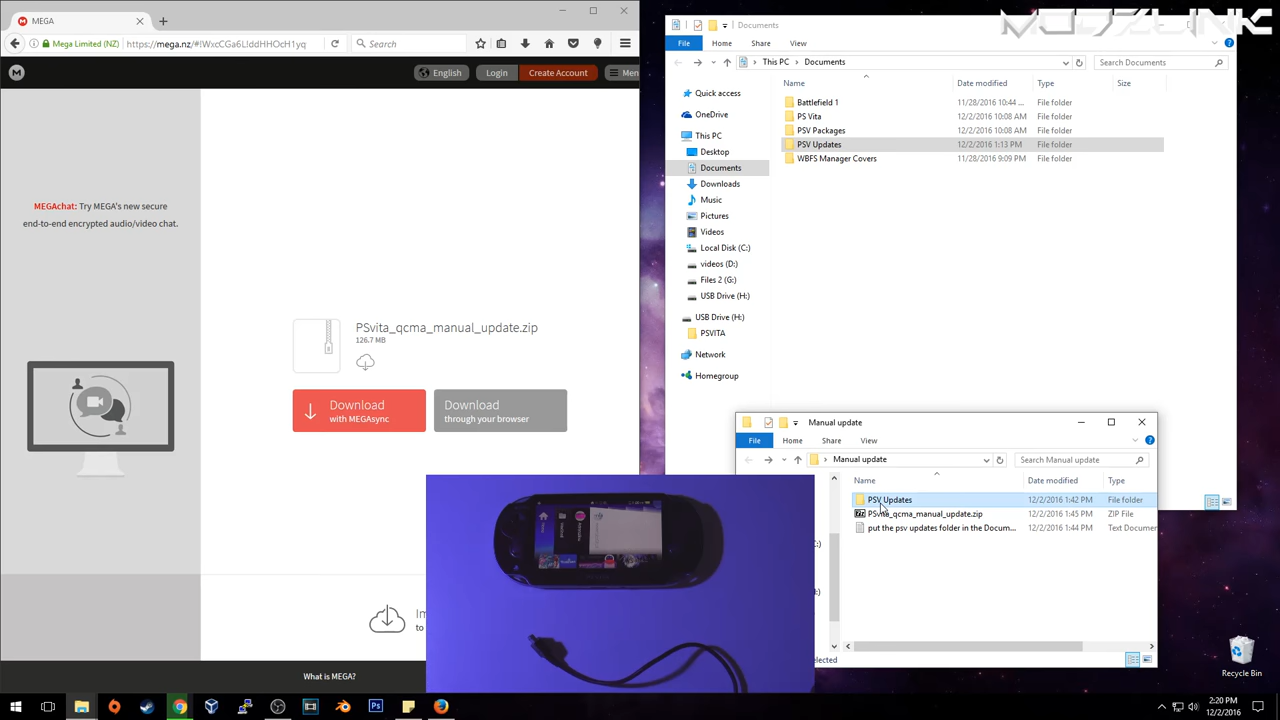 MEGA
Mega Limited (NZ)
https://mega.nz/#!WxcCGa6LlddHHOcH1yq
Search
English
Login
Create Account
Men
MEGAchat: Try MEGA's new secure
end-to-end encrypted audio/video chat.
PSvita_qcma_manual_update.zip
126.7 MB
Download
with MEGAsync
Download
through your browser
Im
to
What is MEGA?
MODZLINK
Documents
File
Home
Share
View
This PC > Documents
Search Documents
Name
Date modified
Type
Size
Quick access
OneDrive
This PC
Desktop
Documents
Downloads
Music
Pictures
Videos
Local Disk (C:)
videos (D:)
Files 2 (G:)
USB Drive (H:)
USB Drive (H:)
PSVITA
Network
Homegroup
Battlefield 1 11/28/2016 10:44 ... File folder
PS Vita 12/2/2016 10:08 AM File folder
PSV Packages 12/2/2016 10:08 AM File folder
PSV Updates 12/2/2016 1:13 PM File folder
WBFS Manager Covers 11/28/2016 9:09 PM File folder
Manual update
File
Home
Share
View
Manual update
Search Manual update
Name
Date modified
Type
PSV Updates 12/2/2016 1:42 PM File folder
PSvita_qcma_manual_update.zip 12/2/2016 1:45 PM ZIP File
put the psv updates folder in the Docum... 12/2/2016 1:44 PM Text Documen
C:)
:)
elected
Recycle Bin
2:20 PM
12/2/2016